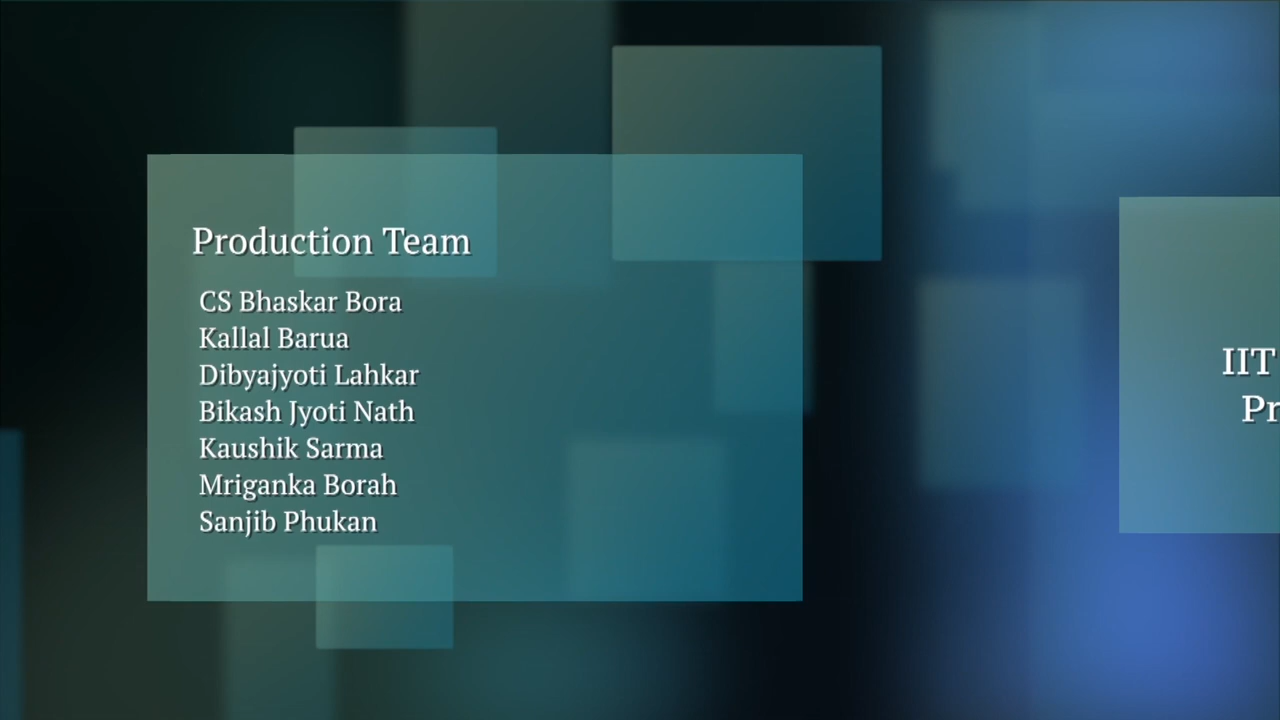 Production Team
CS Bhaskar Bora
Kallal Barua
Dibyajyoti Lahkar
Bikash Jyoti Nath
Kaushik Sarma
Mriganka Borah
Sanjib Phukan
IIT